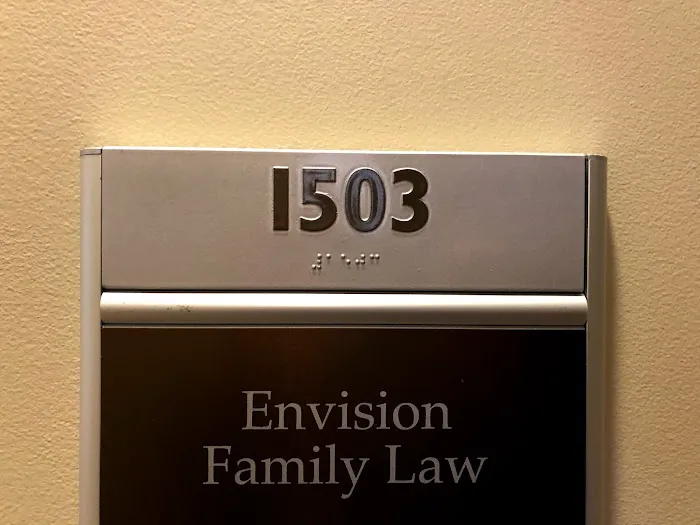 1503
⠼⠁⠑⠚⠉
Envision
Family Law